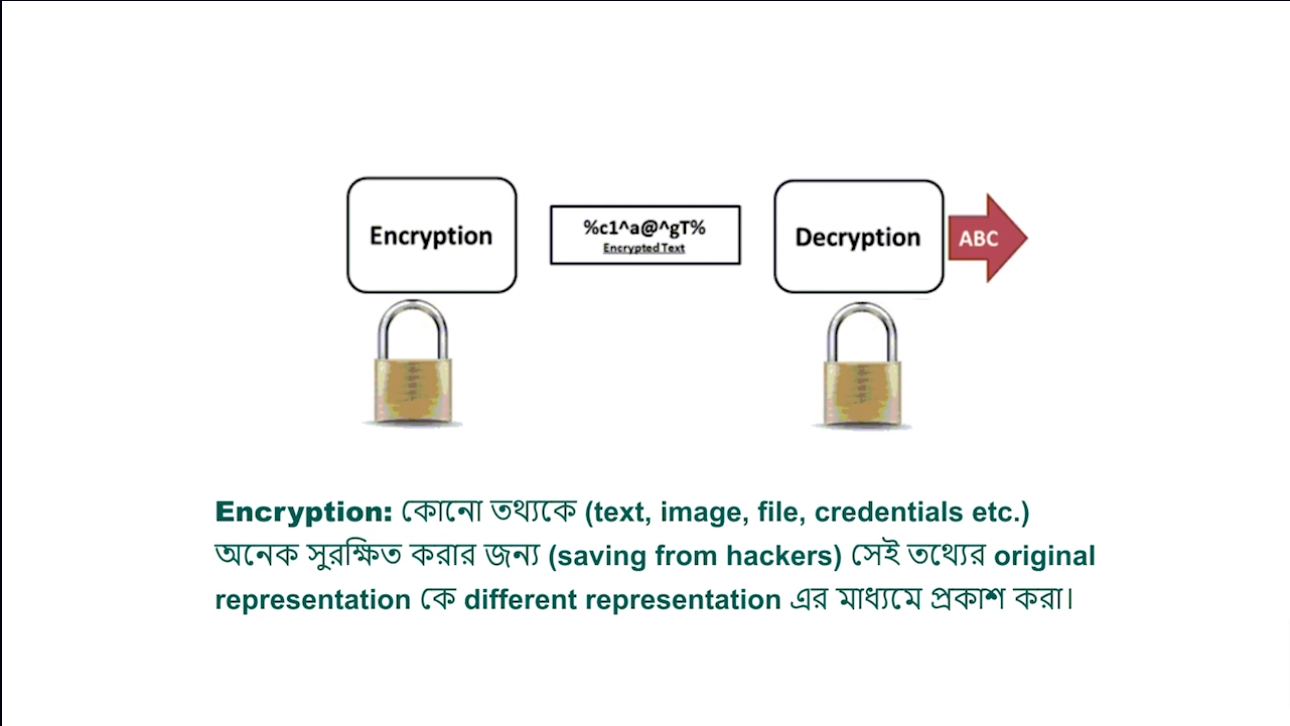 Encryption
%c1^a@^gT%
Encrypted Text
Decryption
ABC
Encryption: কোনো তথ্যকে (text, image, file, credentials etc.)
অনেক সুরক্ষিত করার জন্য (saving from hackers) সেই তথ্যের original
representation কে different representation এর মাধ্যমে প্রকাশ করা।